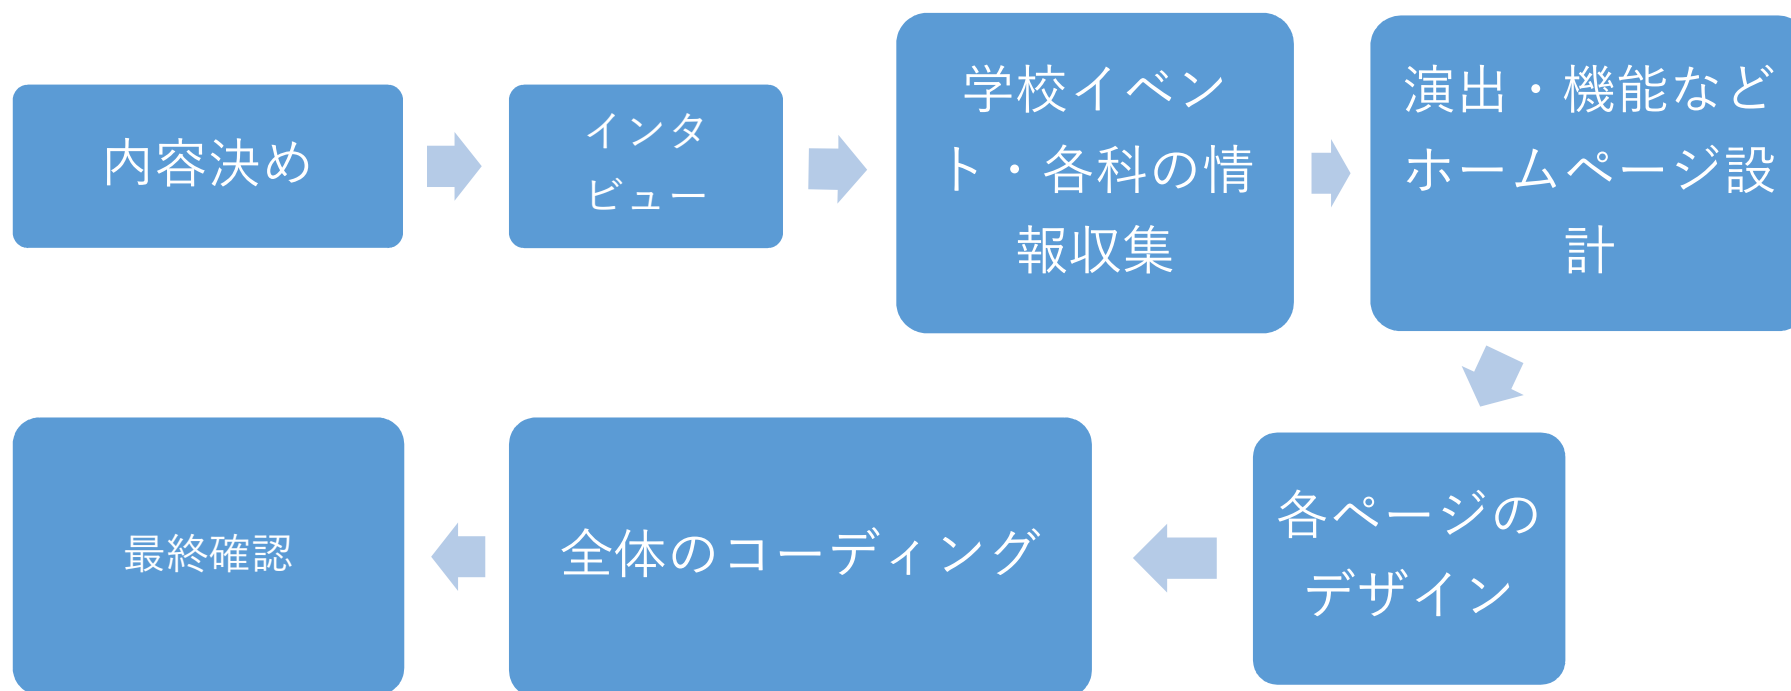 内容決め
インタ
ビュー
学校イベン
ト・各科の情
報収集
演出・機能など
ホームページ設
計
各ページの
デザイン
全体のコーディング
最終確認